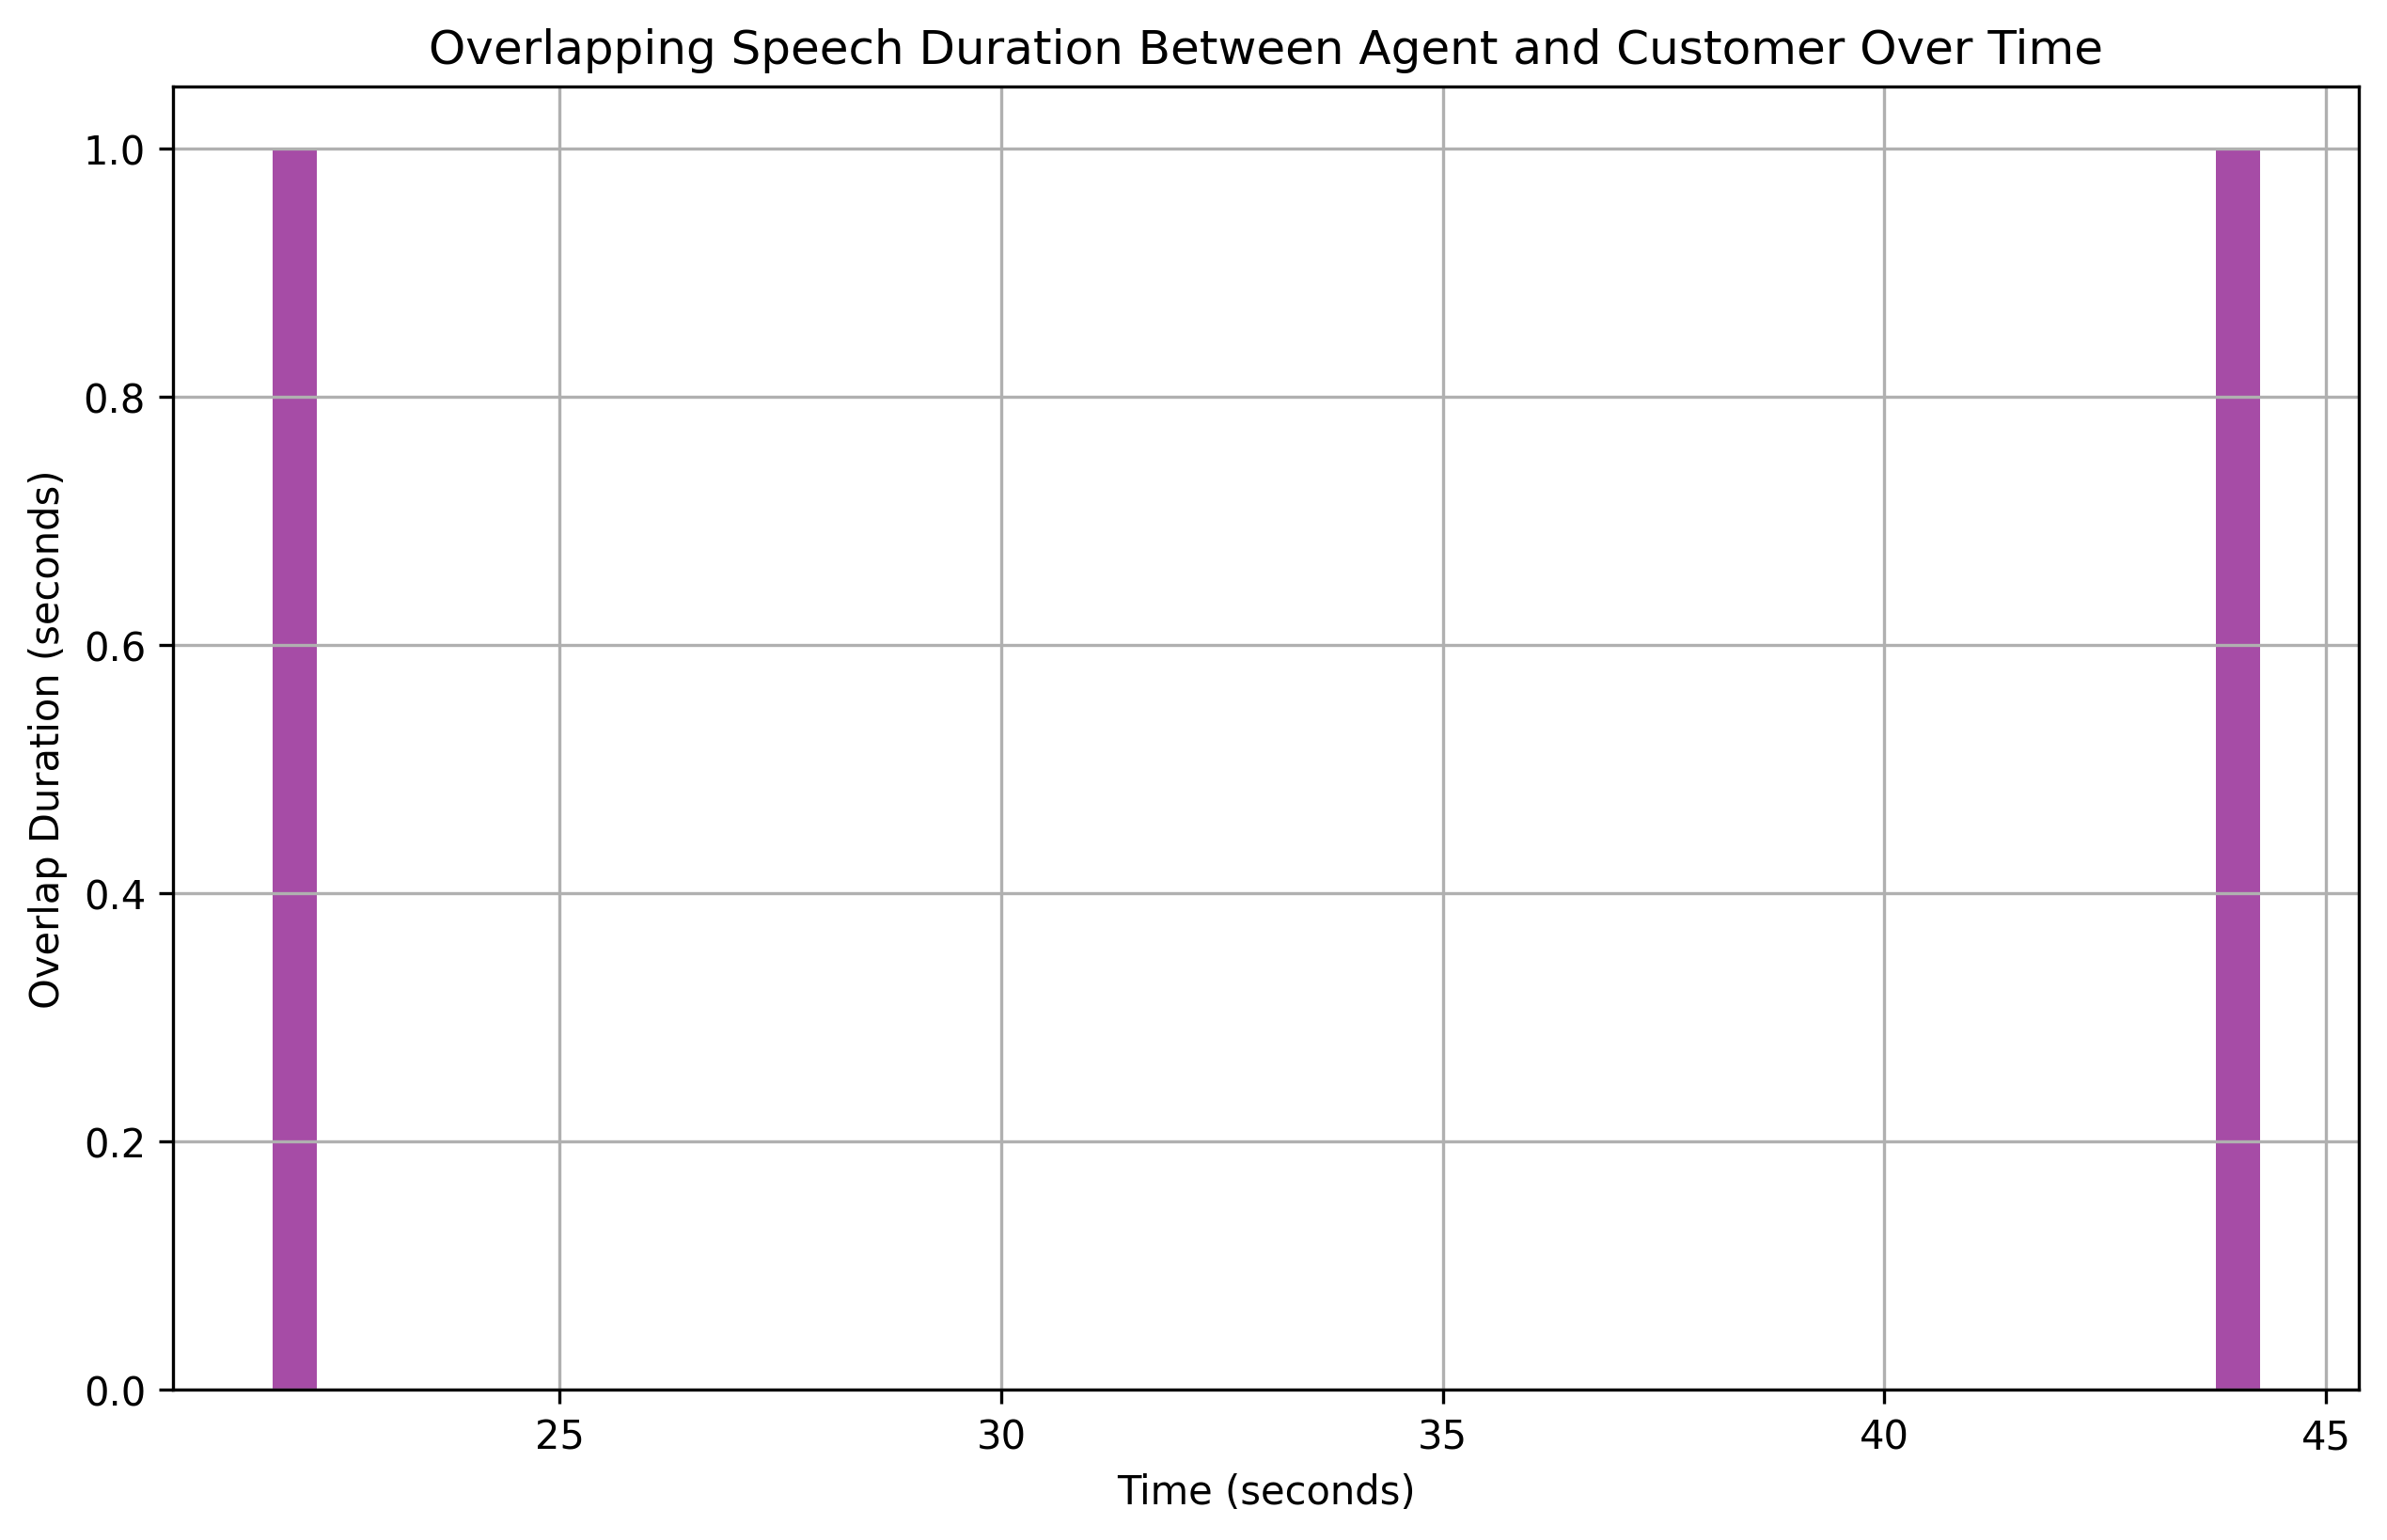 Overlapping Speech Duration Between Agent and Customer Over Time
1.0
0.8
0.6
0.4
0.2
0.0
Overlap Duration (seconds)
25 30 35 40 45
Time (seconds)